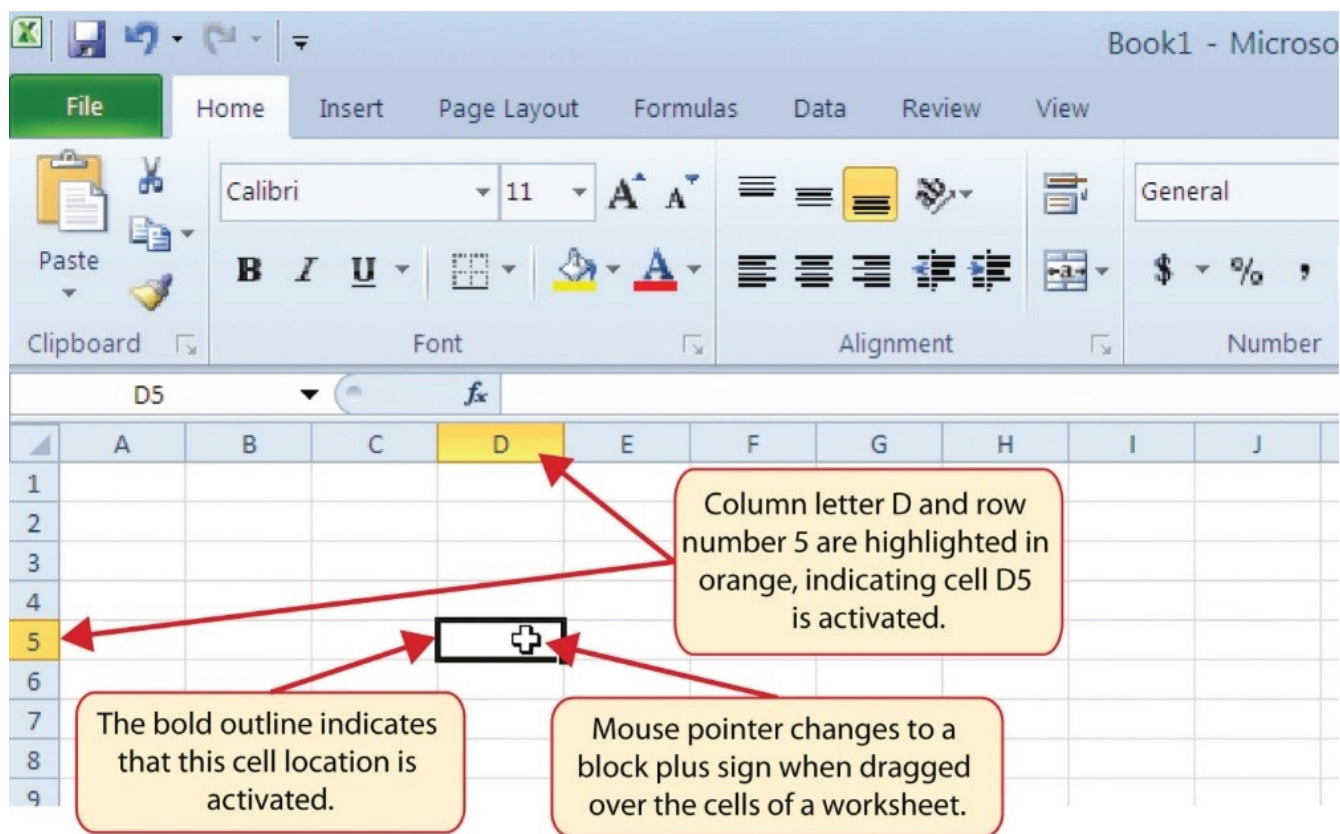 Book1 - Microso
File Home Insert Page Layout Formulas Data Review View
Calibri 11 A A General
Paste B I U A a $ % ,
Clipboard Font Alignment Number
D5 fx
A B C D E F G H I J
1
2
3
4
5
6
7
8
9
Column letter D and row
number 5 are highlighted in
orange, indicating cell D5
is activated.
The bold outline indicates
that this cell location is
activated.
Mouse pointer changes to a
block plus sign when dragged
over the cells of a worksheet.